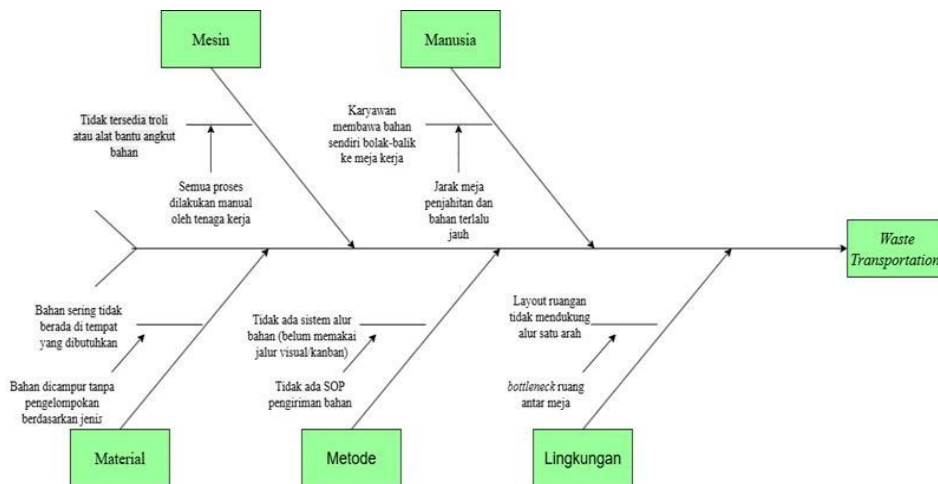 Mesin
Manusia
Tidak tersedia troli
atau alat bantu angkut
bahan
Semua proses
dilakukan manual
oleh tenaga kerja
Karyawan
membawa bahan
sendiri bolak-balik
ke meja kerja
Jarak meja
penjahitan dan
bahan terlalu
jauh
Waste
Transportation
Bahan sering tidak
berada di tempat
yang dibutuhkan
Bahan dicampur tanpa
pengelompokan
berdasarkan jenis
Tidak ada sistem alur
bahan (belum memakai
jalur visual/kanban)
Tidak ada SOP
pengiriman bahan
Layout ruangan
tidak mendukung
alur satu arah
bottleneck ruang
antar meja
Material
Metode
Lingkungan